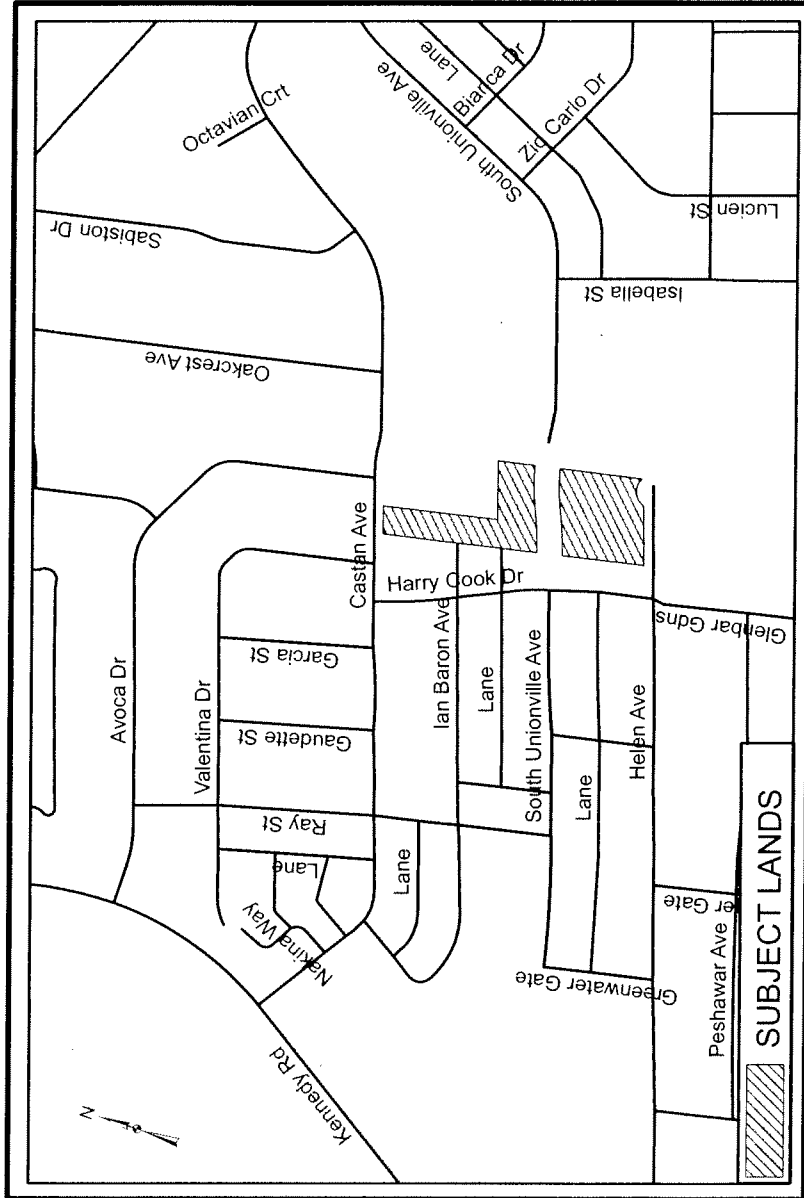 Octavian Crt
South Unionville Ave
Lane
Bianca Dr
Zio Carlo Dr
Sabiston Dr
Lucien St
Isabella St
Oakcrest Ave
Castan Ave
Harry Cook Dr
Avoca Dr
Valentina Dr
Garcia St
Gaudette St
Ray St
Lane
Nakina Way
Ian Baron Ave
Lane
South Unionville Ave
Lane
Lane
Helen Ave
Glenbar Gdns
Greenwater Gate
er Gate
Peshawar Ave
Kennedy Rd
N
SUBJECT LANDS